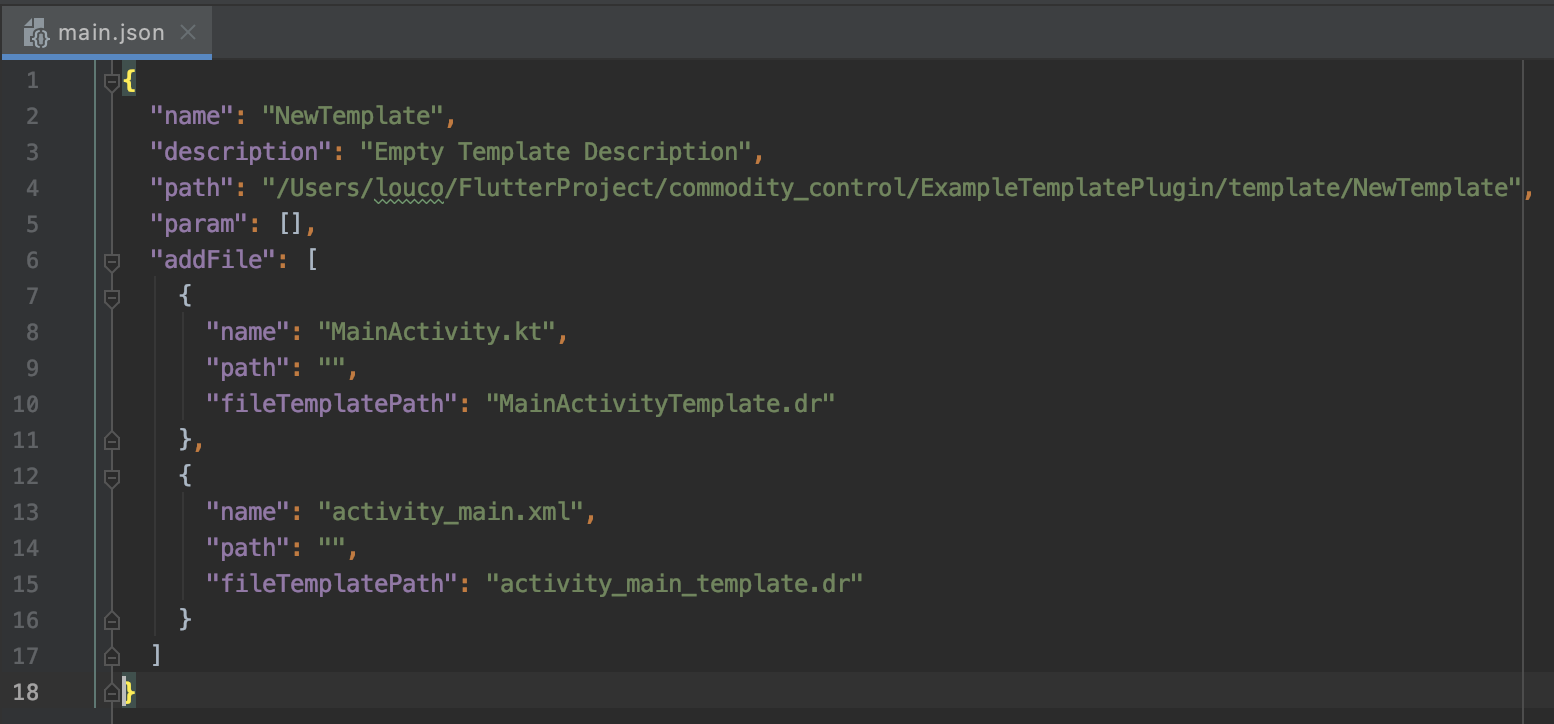 main.json
1 {
2 "name": "NewTemplate",
3 "description": "Empty Template Description",
4 "path": "/Users/louco/FlutterProject/commodity_control/ExampleTemplatePlugin/template/NewTemplate",
5 "param": [],
6 "addFile": [
7 {
8 "name": "MainActivity.kt",
9 "path": "",
10 "fileTemplatePath": "MainActivityTemplate.dr"
11 },
12 {
13 "name": "activity_main.xml",
14 "path": "",
15 "fileTemplatePath": "activity_main_template.dr"
16 }
17 ]
18 }